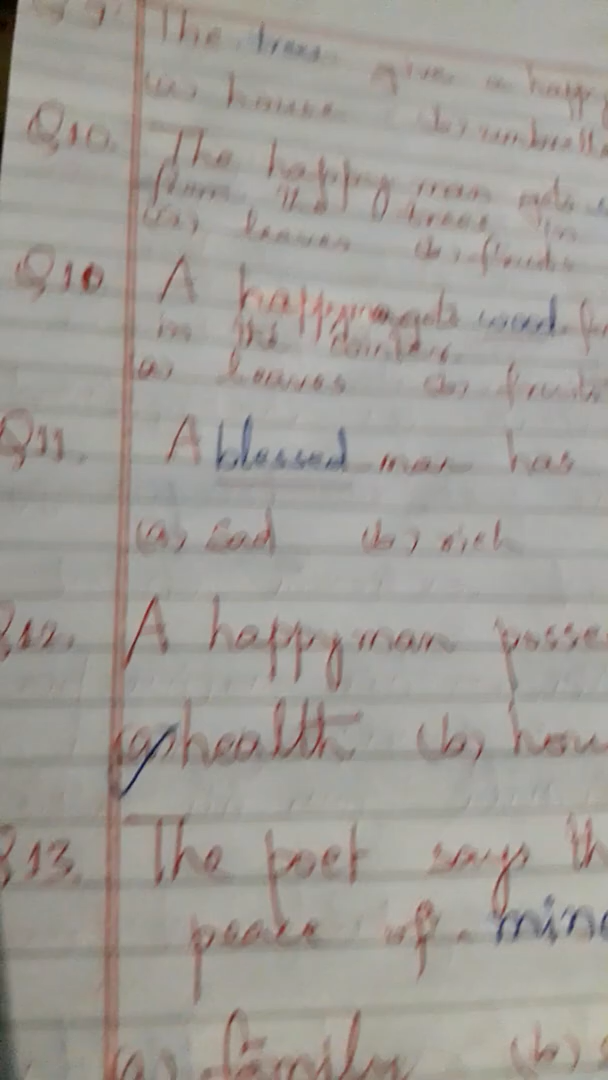 The trees give a happy
(a) house (b) umbrella
Q10. The happy man gets
from the trees in
(a) leaves (b) fruits
Q10 A happy man gets wood
in the
(a) leaves (b) fruits
Q11. A blessed man has
(a) sad (b) rich
Q12. A happy man posse
(a) health (b) hou
Q13. The poet says th
peace of mind
(a) family (b)